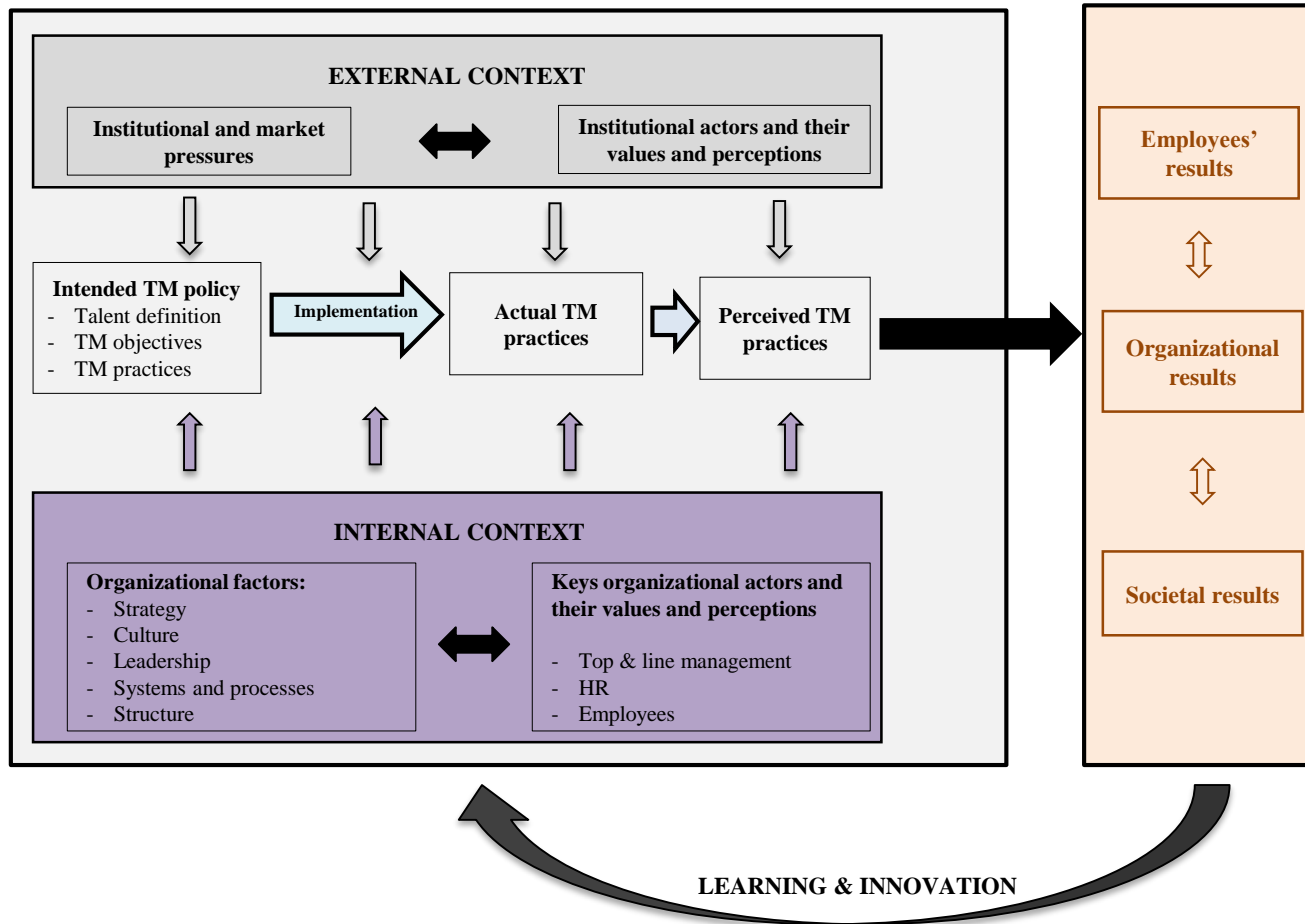 EXTERNAL CONTEXT
Institutional and market
pressures
Institutional actors and their
values and perceptions
Intended TM policy
- Talent definition
- TM objectives
- TM practices
Implementation
Actual TM
practices
Perceived TM
practices
INTERNAL CONTEXT
Organizational factors:
- Strategy
- Culture
- Leadership
- Systems and processes
- Structure
Keys organizational actors and
their values and perceptions
- Top & line management
- HR
- Employees
Employees’
results
Organizational
results
Societal results
LEARNING & INNOVATION